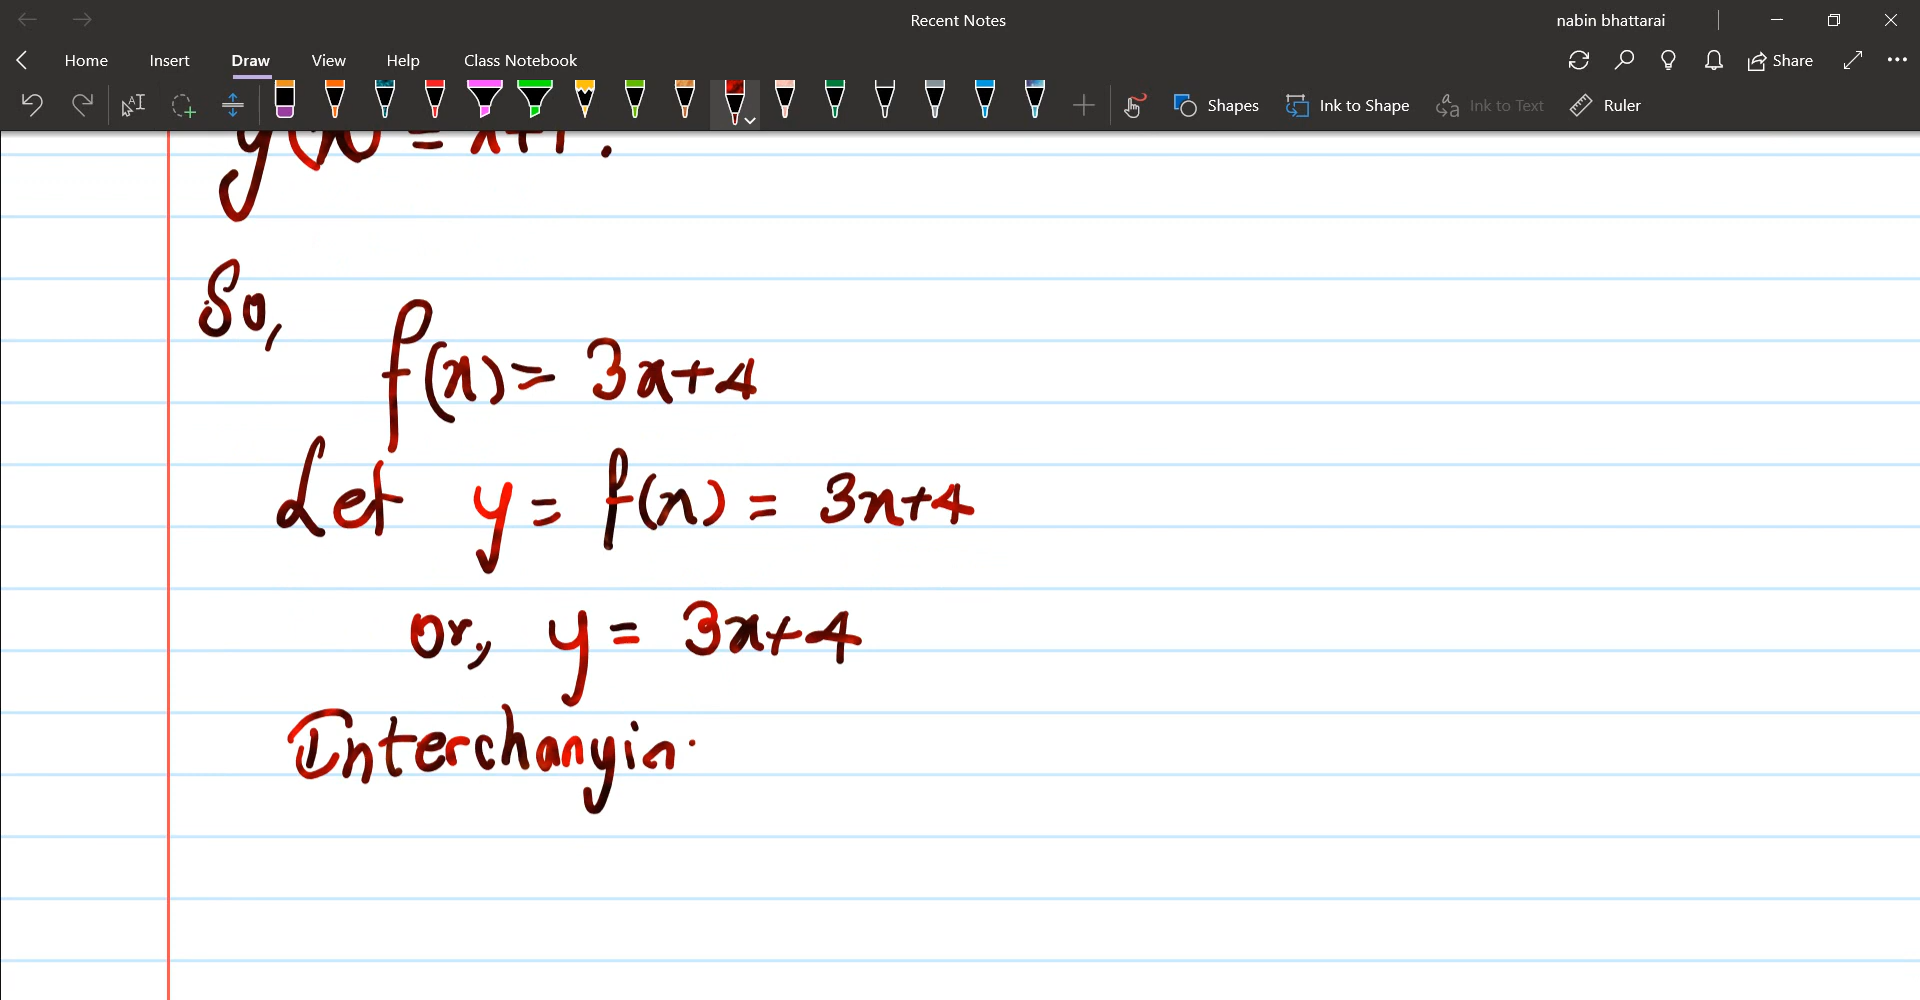 Recent Notes
nabin bhattarai
Home Insert Draw View Help Class Notebook
Share
Shapes Ink to Shape Ink to Text Ruler
y(x) = x+1.
So,
f(x) = 3x+4
Let y = f(x) = 3x+4
or, y = 3x+4
Interchangin